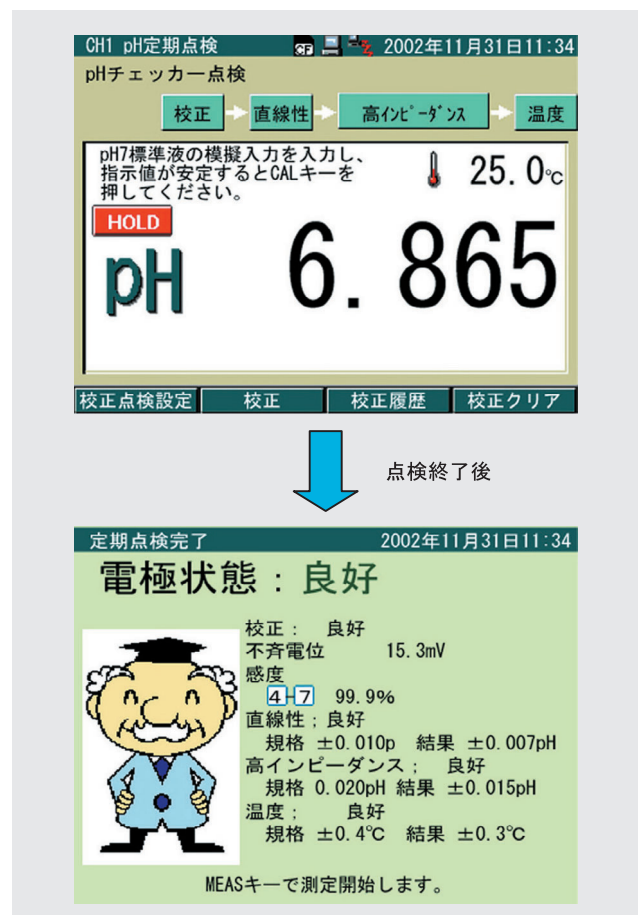 CH1 pH定期点検 CF 2002年11月31日11:34
pHチェッカー点検
校正 直線性 高インピーダンス 温度
pH7標準液の模擬入力を入力し、
指示値が安定するとCALキーを
押してください。
25.0℃
HOLD
pH 6.865
校正点検設定 校正 校正履歴 校正クリア
点検終了後
定期点検完了 2002年11月31日11:34
電極状態：良好
校正： 良好
不斉電位 15.3mV
感度
4-7 99.9%
直線性；良好
規格 ±0.010p 結果 ±0.007pH
高インピーダンス； 良好
規格 0.020pH 結果 ±0.015pH
温度； 良好
規格 ±0.4℃ 結果 ±0.3℃
MEASキーで測定開始します。